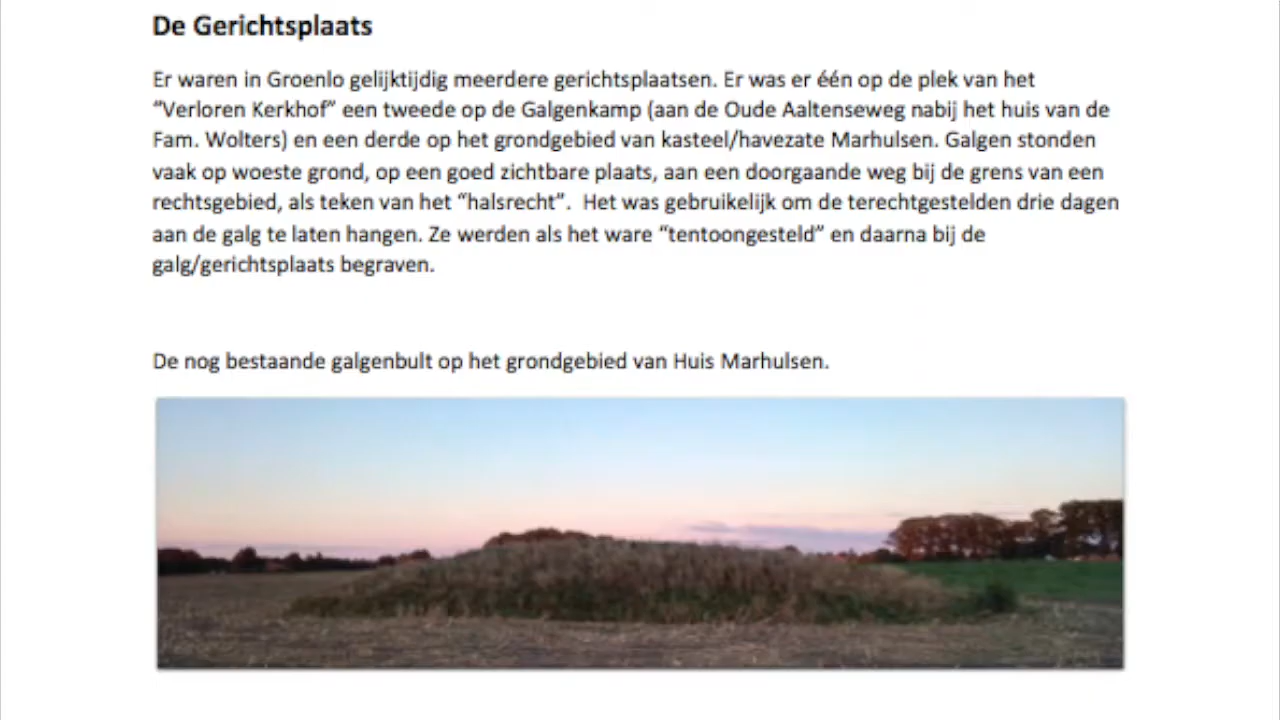 De Gerichtsplaats
Er waren in Groenlo gelijktijdig meerdere gerichtsplaatsen. Er was er één op de plek van het
“Verloren Kerkhof” een tweede op de Galgenkamp (aan de Oude Aaltenseweg nabij het huis van de
Fam. Wolters) en een derde op het grondgebied van kasteel/havezate Marhulsen. Galgen stonden
vaak op woeste grond, op een goed zichtbare plaats, aan een doorgaande weg bij de grens van een
rechtsgebied, als teken van het “halsrecht”.  Het was gebruikelijk om de terechtgestelden drie dagen
aan de galg te laten hangen. Ze werden als het ware “tentoongesteld” en daarna bij de
galg/gerichtsplaats begraven.
De nog bestaande galgenbult op het grondgebied van Huis Marhulsen.